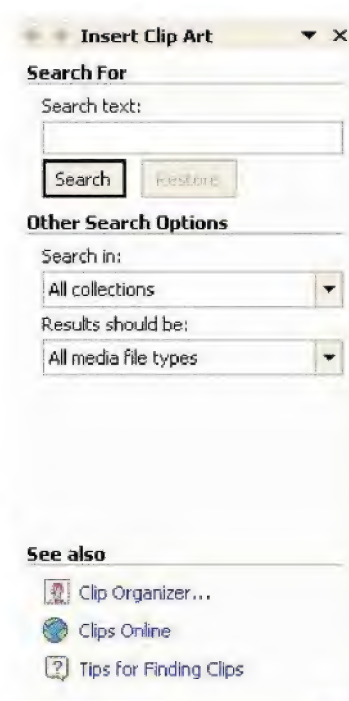 Insert Clip Art
Search For
Search text:
Search Restore
Other Search Options
Search in:
All collections
Results should be:
All media file types
See also
Clip Organizer...
Clips Online
Tips for Finding Clips